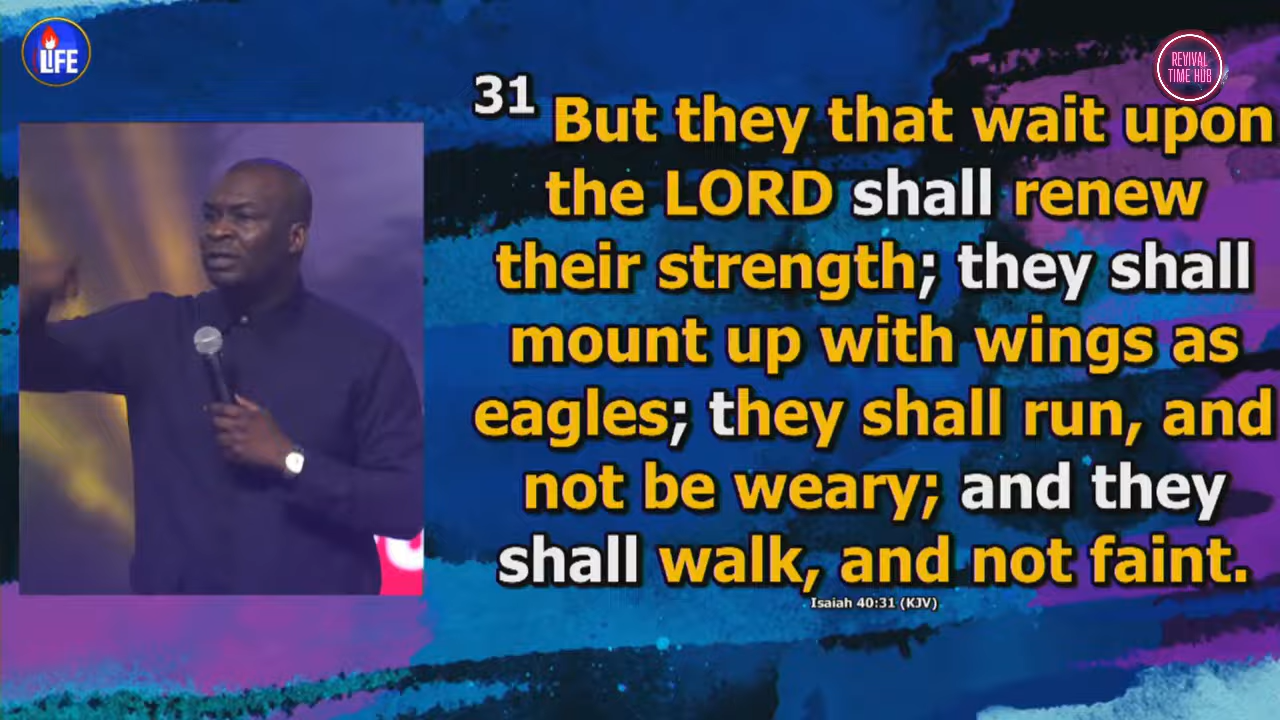 LIFE
REVIVAL
TIME HUB
31 But they that wait upon
the LORD shall renew
their strength; they shall
mount up with wings as
eagles; they shall run, and
not be weary; and they
shall walk, and not faint.
Isaiah 40:31 (KJV)